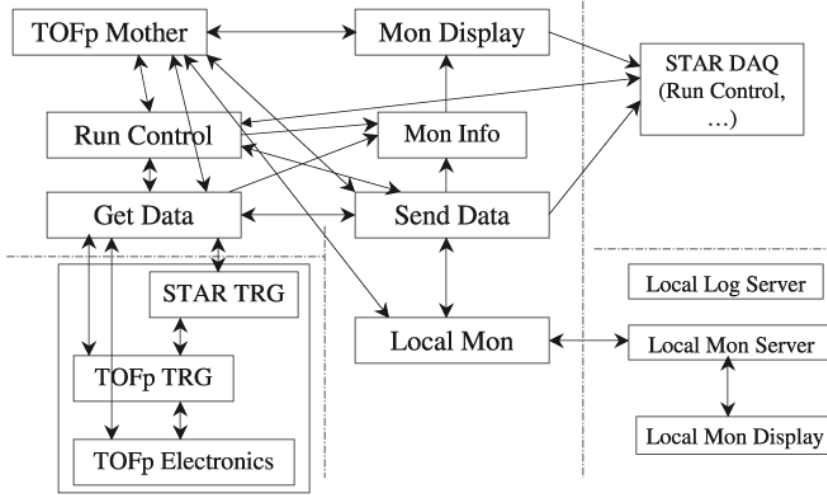 TOFp Mother
Mon Display
STAR DAQ
(Run Control,
…)
Run Control
Mon Info
Get Data
Send Data
STAR TRG
Local Log Server
Local Mon
Local Mon Server
TOFp TRG
Local Mon Display
TOFp Electronics